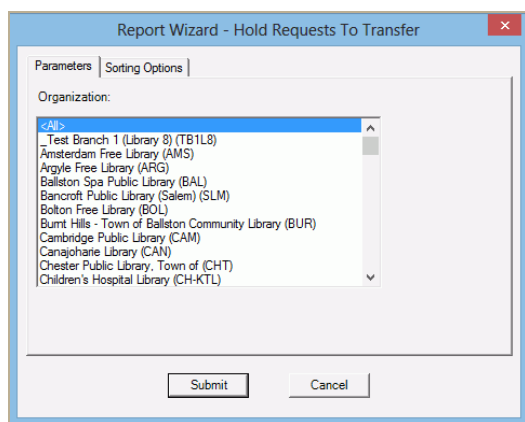 Report Wizard - Hold Requests To Transfer
Parameters Sorting Options
Organization:
<All>
_Test Branch 1 (Library 8) (TB1L8)
Amsterdam Free Library (AMS)
Argyle Free Library (ARG)
Ballston Spa Public Library (BAL)
Bancroft Public Library (Salem) (SLM)
Bolton Free Library (BOL)
Burnt Hills - Town of Ballston Community Library (BUR)
Cambridge Public Library (CAM)
Canajoharie Library (CAN)
Chester Public Library, Town of (CHT)
Children's Hospital Library (CH-KTL)
Submit Cancel